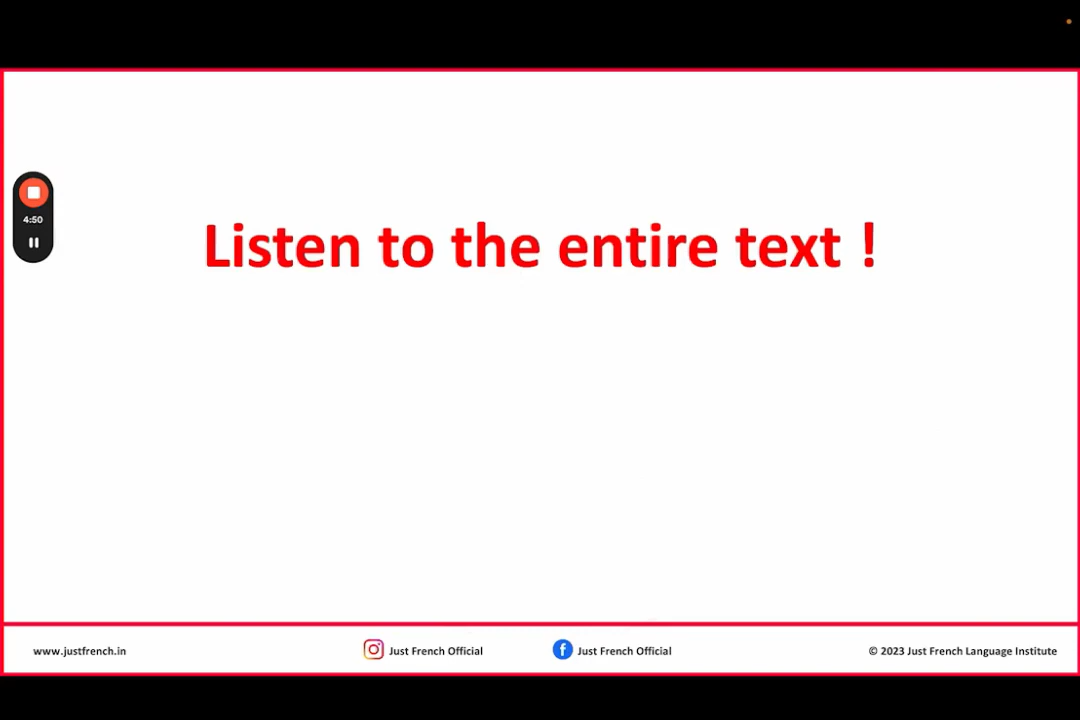 Listen to the entire text !
4:50
www.justfrench.in
Just French Official
Just French Official
© 2023 Just French Language Institute